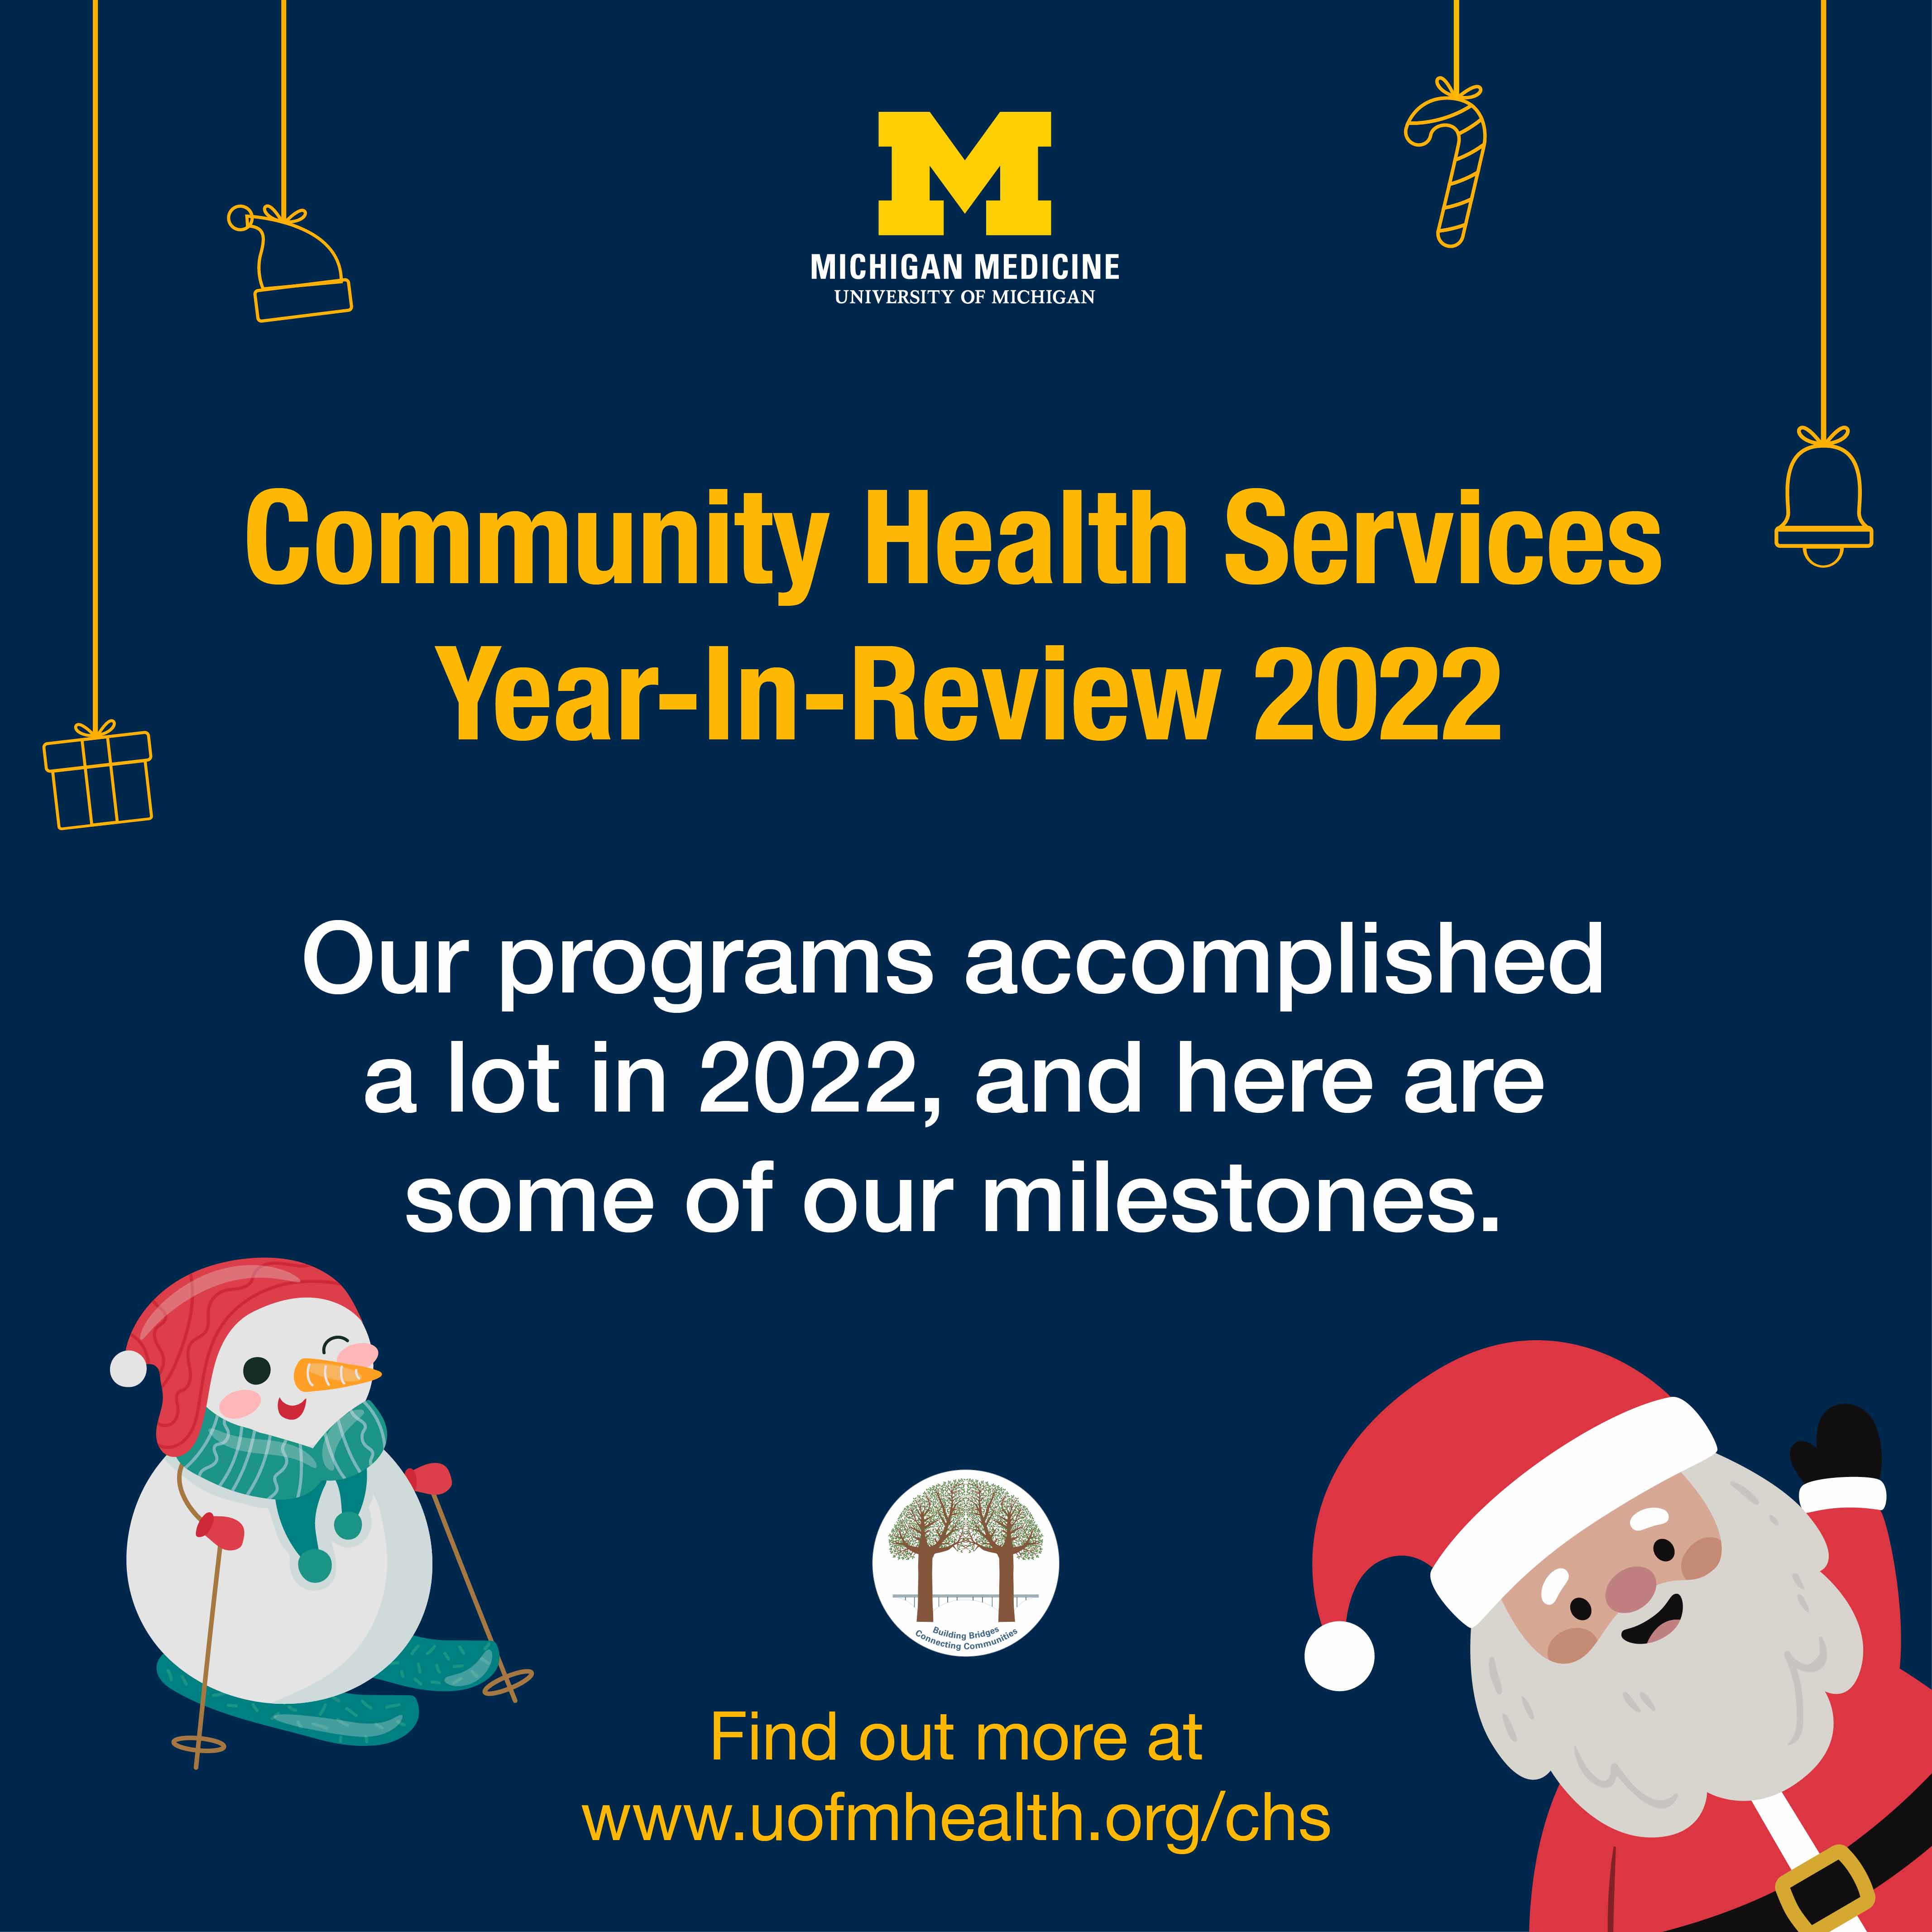 M
MICHIGAN MEDICINE
UNIVERSITY OF MICHIGAN
Community Health Services
Year-In-Review 2022
Our programs accomplished
a lot in 2022, and here are
some of our milestones.
Building Bridges
Connecting Communities
Find out more at
www.uofmhealth.org/chs